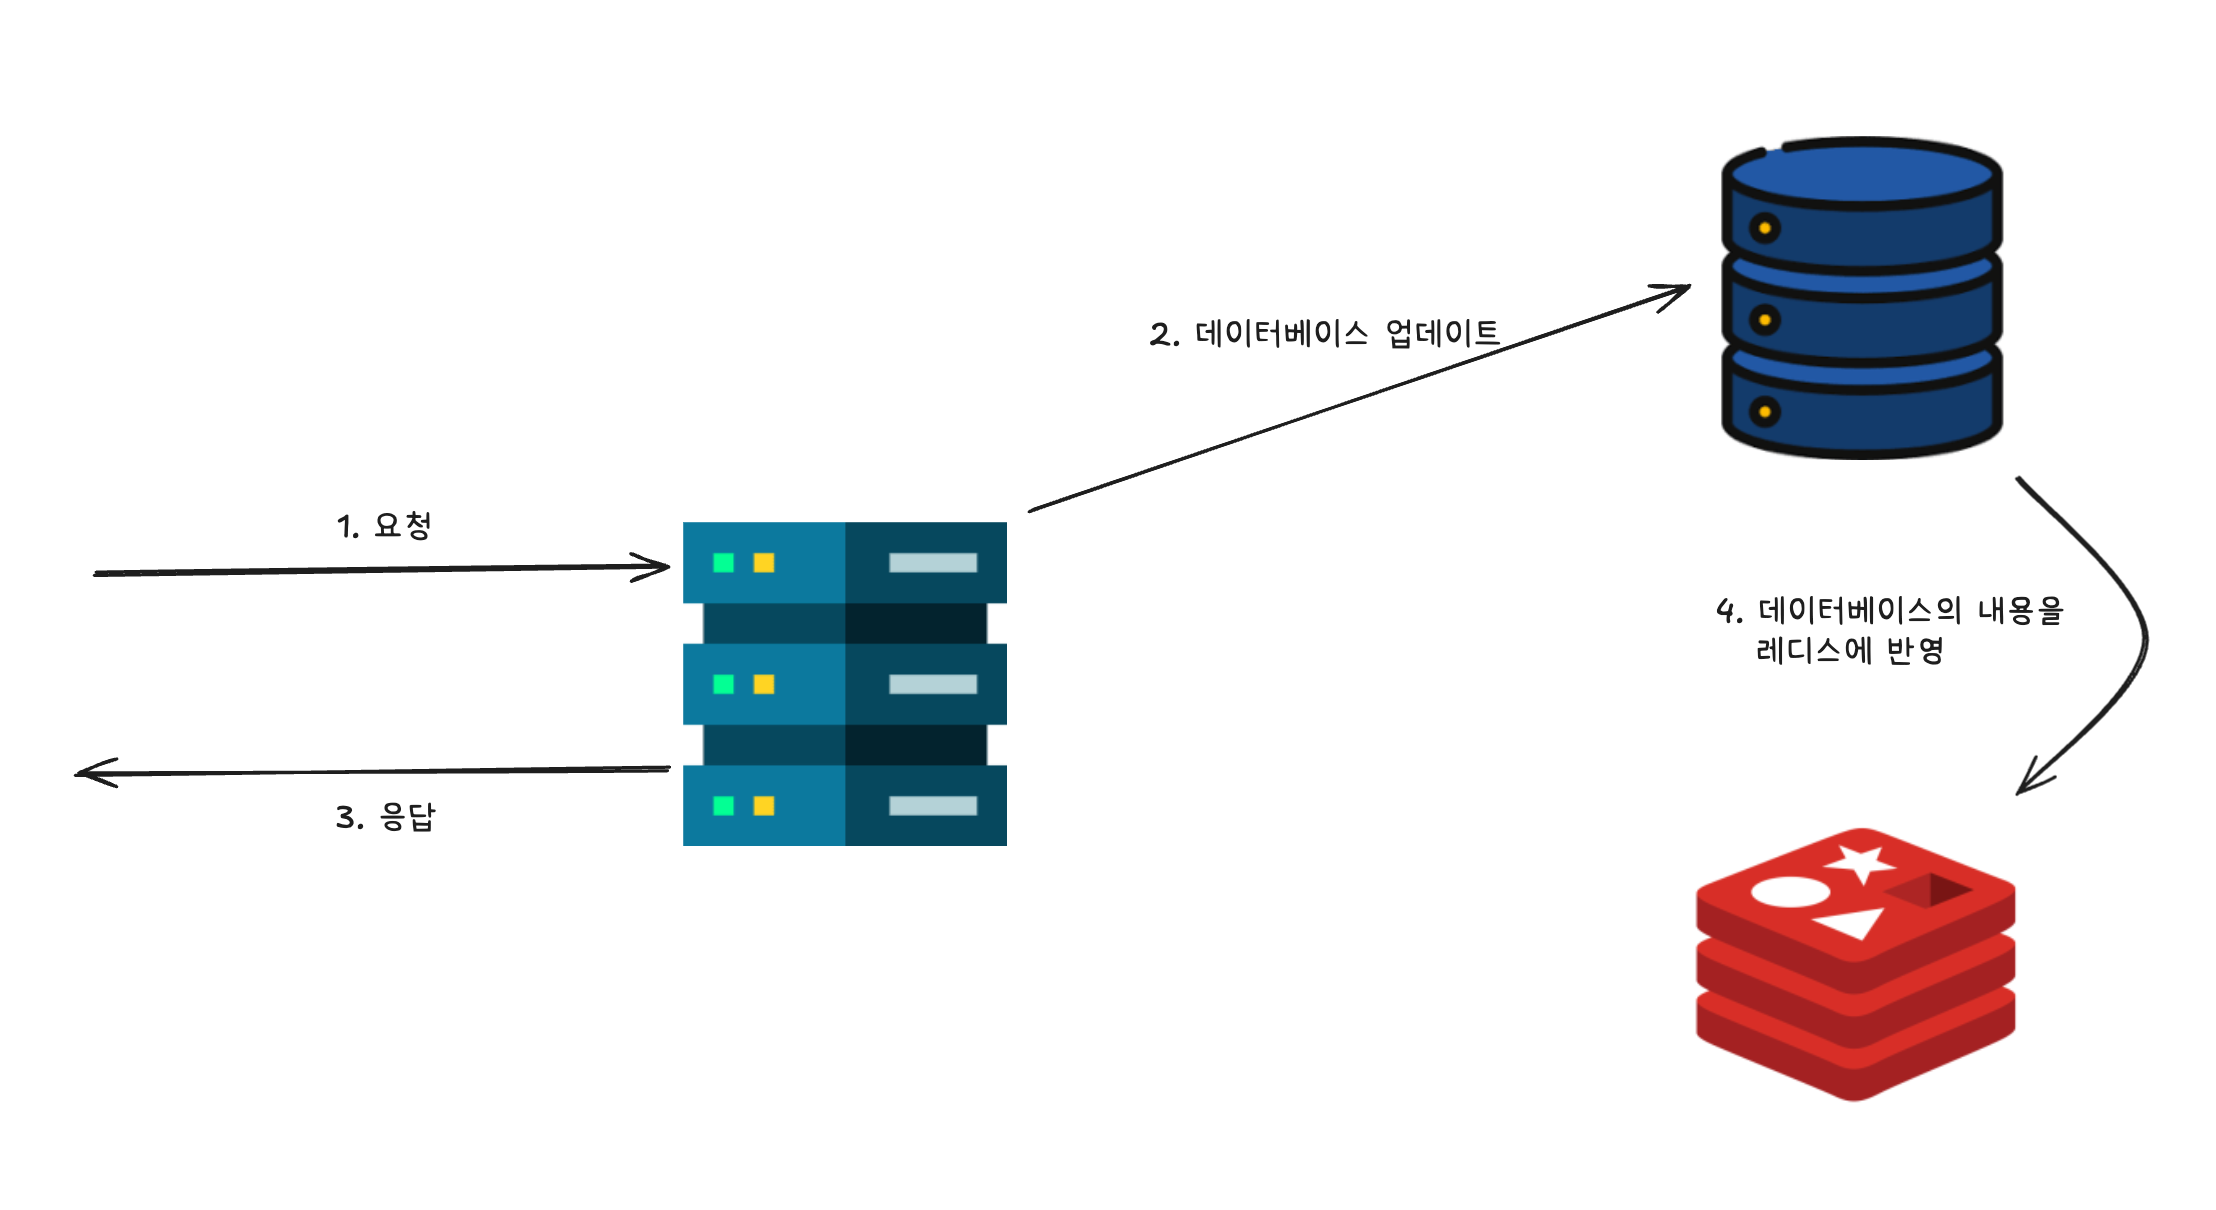 2. 데이터베이스 업데이트
1. 요청
4. 데이터베이스의 내용을
레디스에 반영
3. 응답